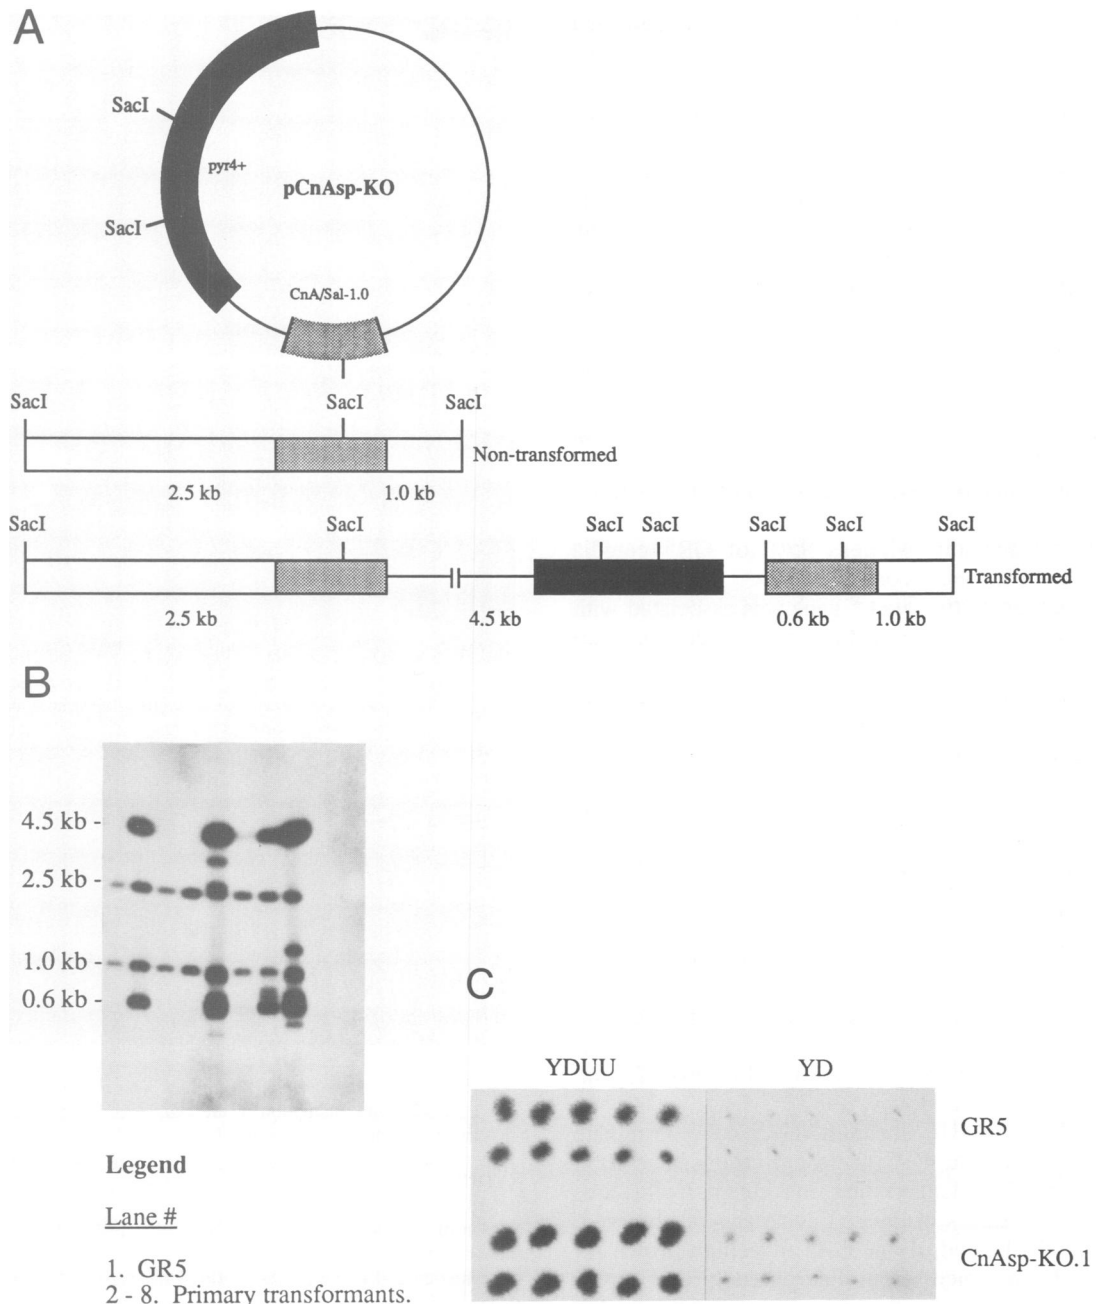 A
SacI
pyr4+
pCnAsp-KO
SacI
CnA/Sal-1.0
SacI SacI SacI
Non-transformed
2.5 kb 1.0 kb
SacI SacI SacI SacI SacI SacI SacI
Transformed
2.5 kb 4.5 kb 0.6 kb 1.0 kb
B
4.5 kb -
2.5 kb -
1.0 kb -
0.6 kb -
C
YDUU YD
GR5
CnAsp-KO.1
Legend
Lane #
1. GR5
2 - 8. Primary transformants.